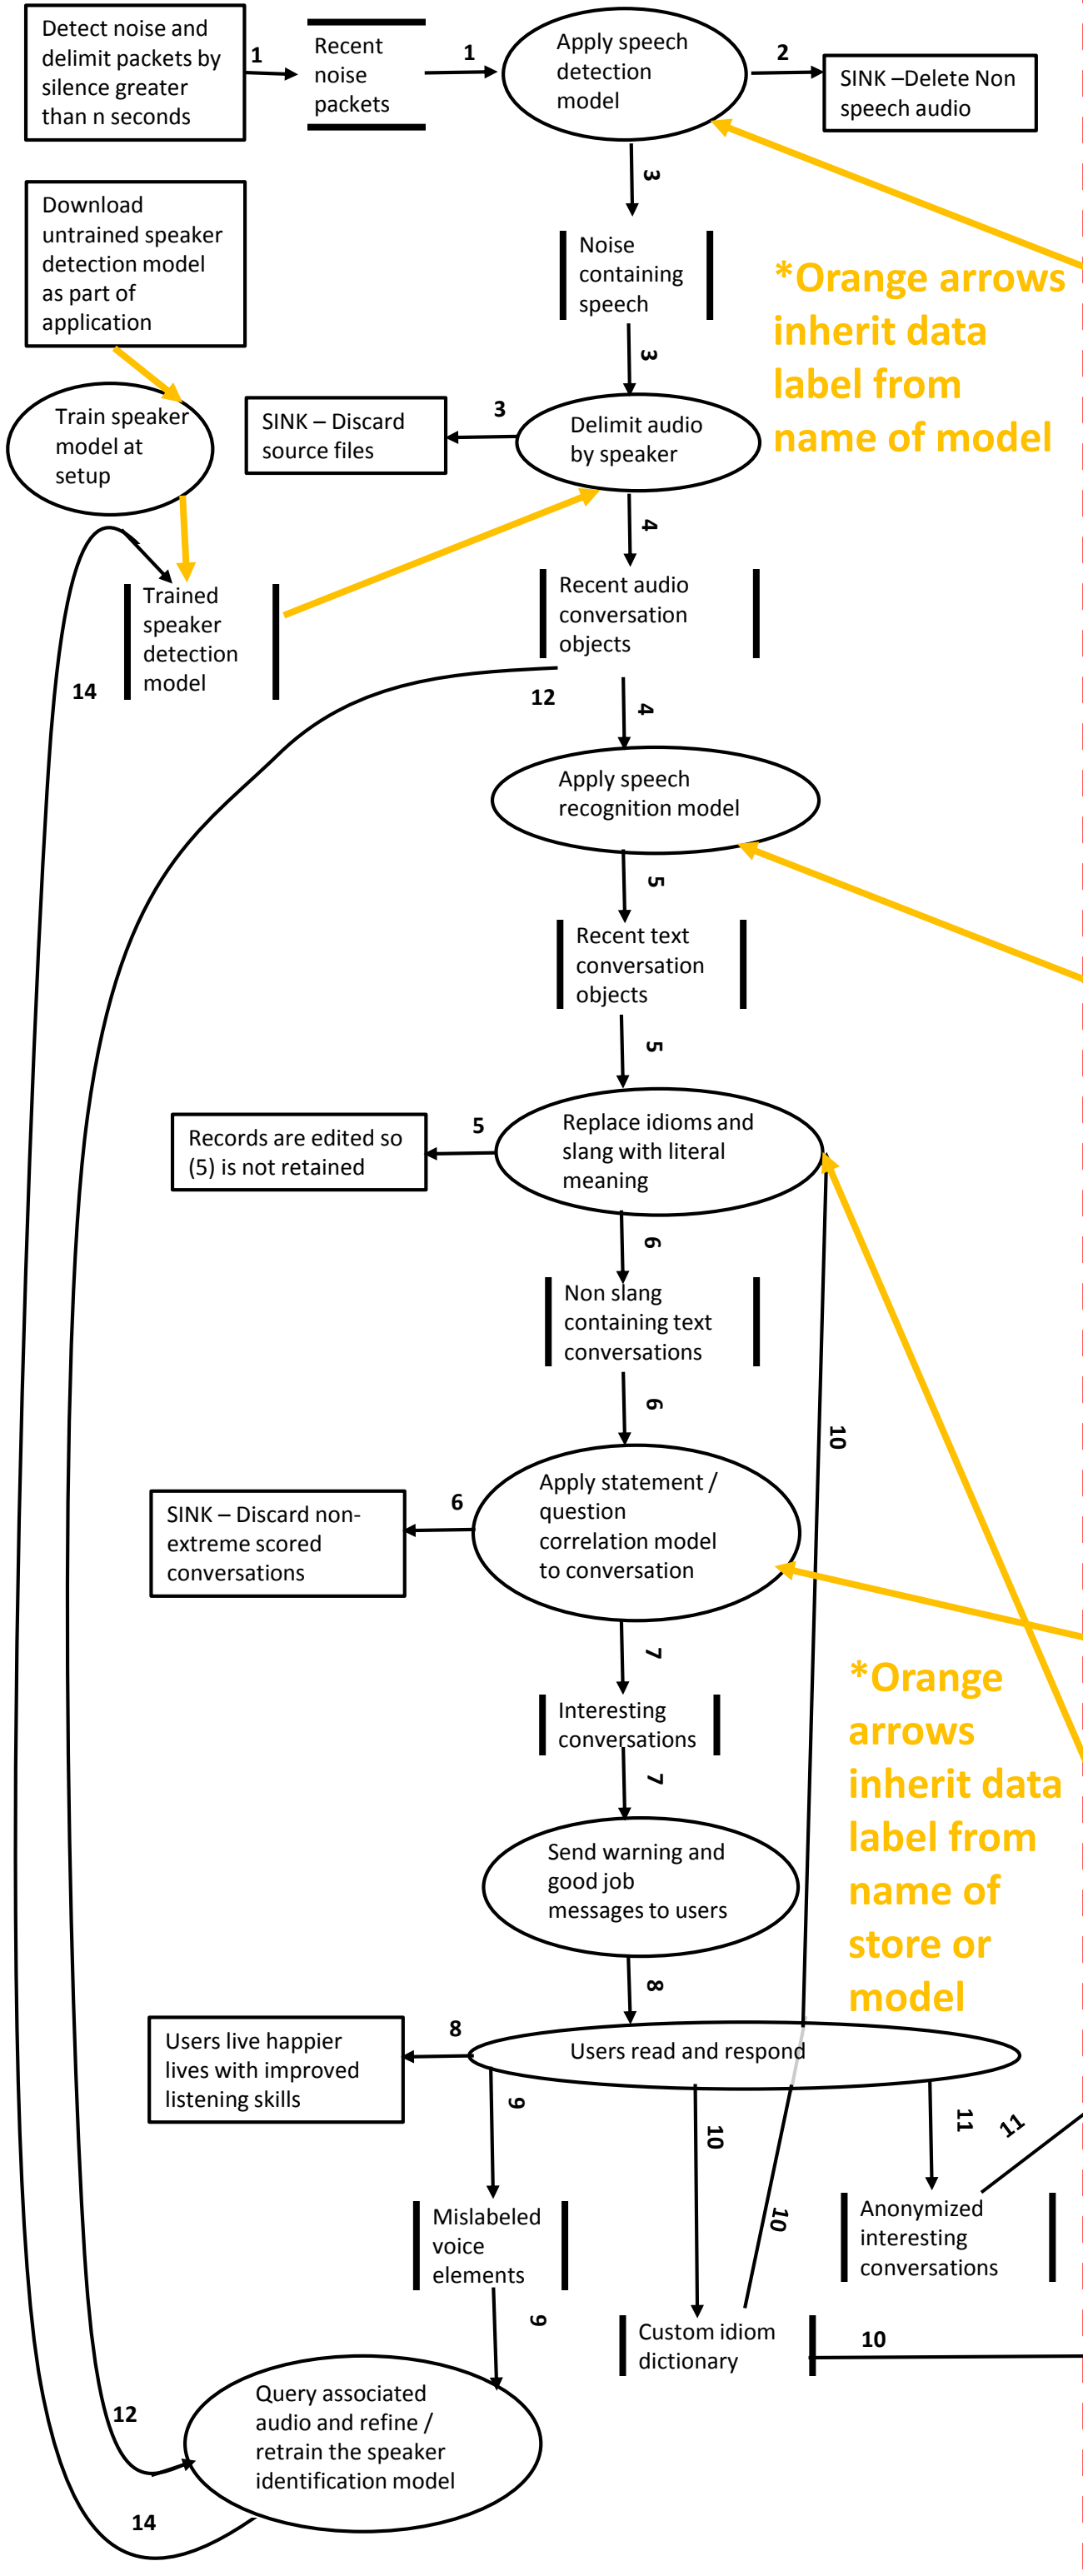 Detect noise and
delimit packets by
silence greater
than n seconds
1
Recent
noise
packets
1
Apply speech
detection
model
2
SINK –Delete Non
speech audio
3
Download
untrained speaker
detection model
as part of
application
Noise
containing
speech
*Orange arrows
inherit data
label from
name of model
3
Train speaker
model at
setup
SINK – Discard
source files
3
Delimit audio
by speaker
4
Trained
speaker
detection
model
Recent audio
conversation
objects
14
12
4
Apply speech
recognition model
5
Recent text
conversation
objects
5
Records are edited so
(5) is not retained
5
Replace idioms and
slang with literal
meaning
6
Non slang
containing text
conversations
6
10
SINK – Discard non-
extreme scored
conversations
6
Apply statement /
question
correlation model
to conversation
7
Interesting
conversations
*Orange
arrows
inherit data
label from
name of
store or
model
7
Send warning and
good job
messages to users
8
Users live happier
lives with improved
listening skills
8
Users read and respond
9
10
11
11
Mislabeled
voice
elements
10
Anonymized
interesting
conversations
9
Custom idiom
dictionary
10
12
Query associated
audio and refine /
retrain the speaker
identification model
14